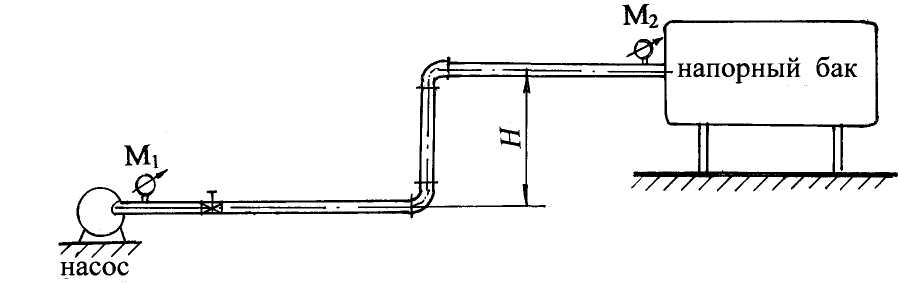 M₂
напорный бак
H
M₁
насос